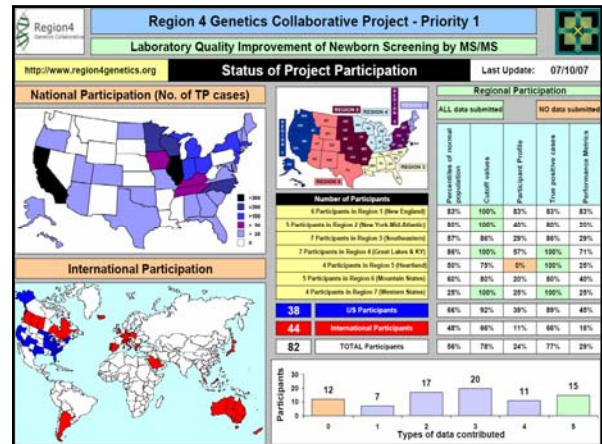 Region4
Genetics Collaborative
Region 4 Genetics Collaborative Project - Priority 1
Laboratory Quality Improvement of Newborn Screening by MS/MS
http://www.region4genetics.org
Status of Project Participation
Last Update: 07/10/07
National Participation (No. of TP cases)
International Participation
Regional Participation
ALL data submitted
NO data submitted
Percentiles of normal population
Cutoff values
Participant Profile
True positive cases
Performance Metrics
Number of Participants
6 Participants in Region 1 (New England) 83% 100% 83% 83% 83%
5 Participants in Region 2 (New York Mid-Atlantic) 80% 100% 40% 80% 20%
7 Participants in Region 3 (Southeastern) 57% 86% 29% 86% 29%
7 Participants in Region 4 (Great Lakes & KY) 86% 100% 57% 100% 71%
4 Participants in Region 5 (Heartland) 50% 75% 0% 100% 25%
5 Participants in Region 6 (Mountain States) 60% 80% 20% 80% 40%
4 Participants in Region 7 (Western States) 25% 100% 25% 100% 25%
38 US Participants 66% 92% 39% 89% 45%
44 International Participants 48% 66% 11% 66% 16%
82 TOTAL Participants 56% 78% 24% 77% 29%
Participants
30
20
10
0
12 7 17 20 11 15
0 1 2 3 4 5
Types of data contributed